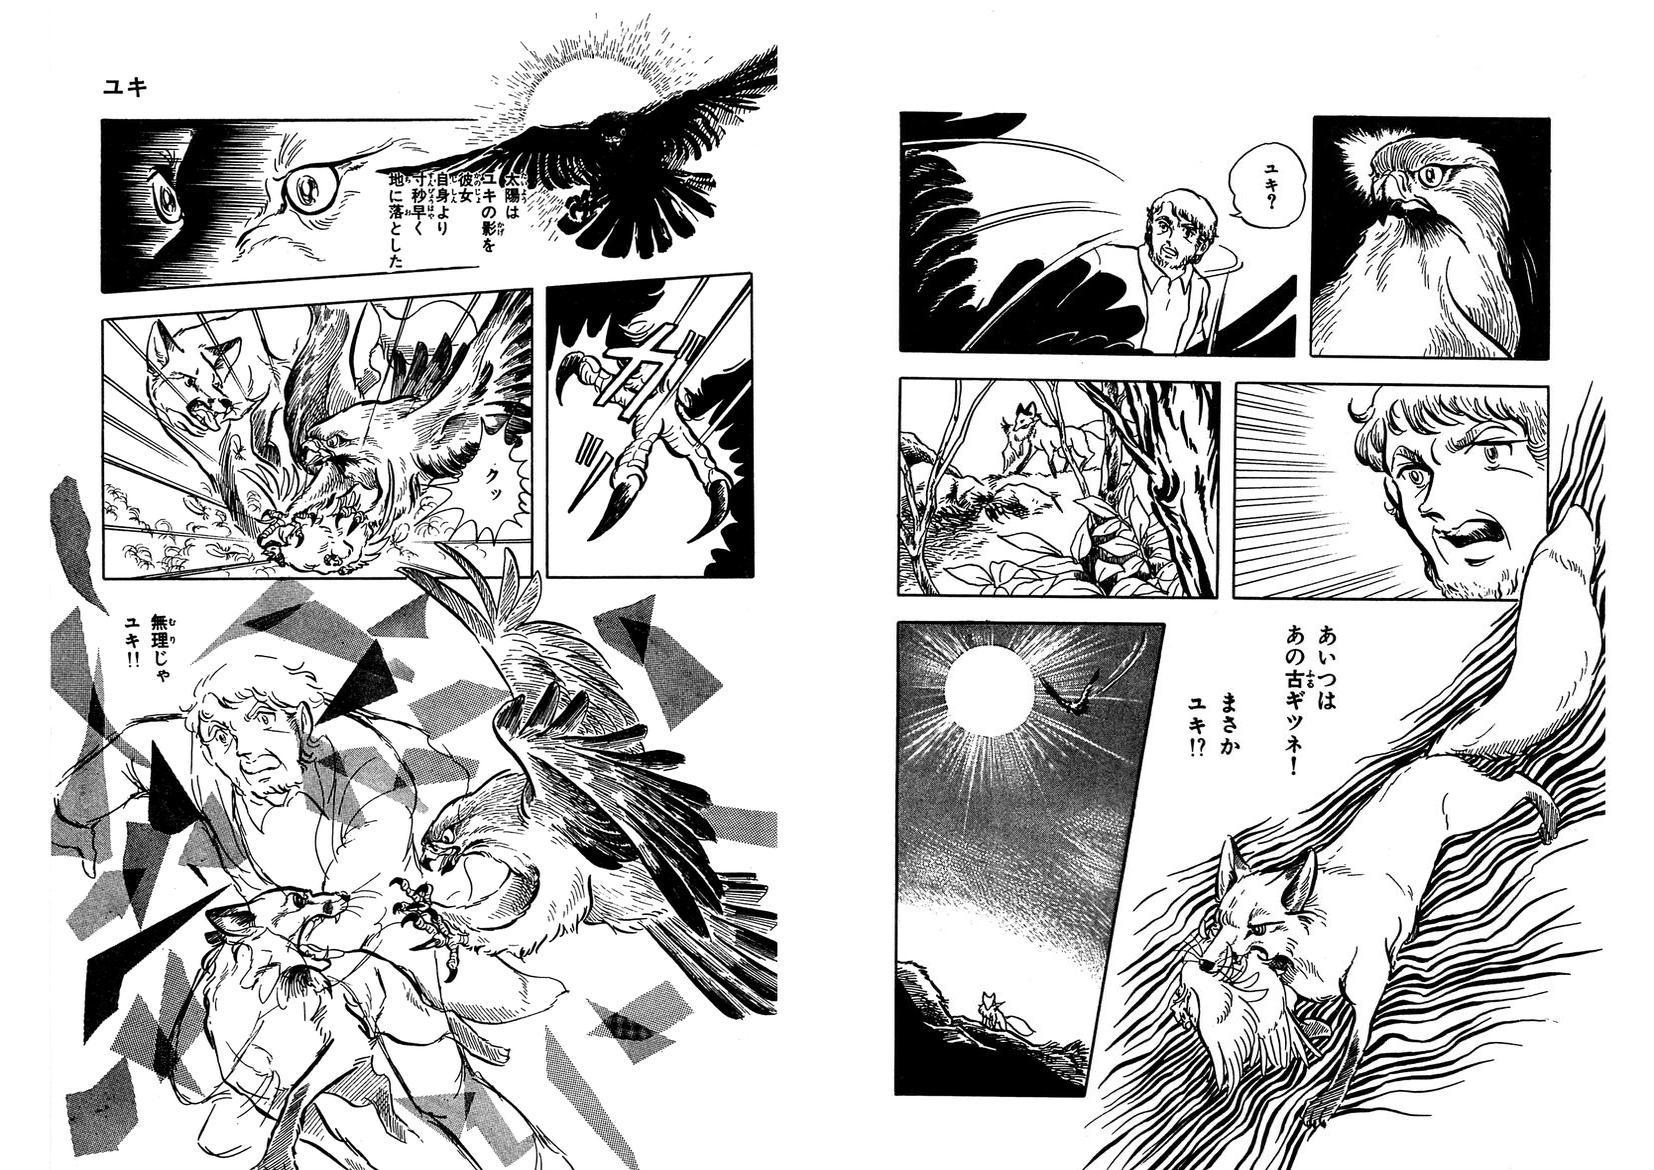 ユキ?
あいつは
あの古ギツネ!
まさか
ユキ!?
ユキ
太陽は
ユキの影を
彼女
自身より
寸秒早く
地に落とした
ガッ
クッ
無理じゃ
ユキ!!